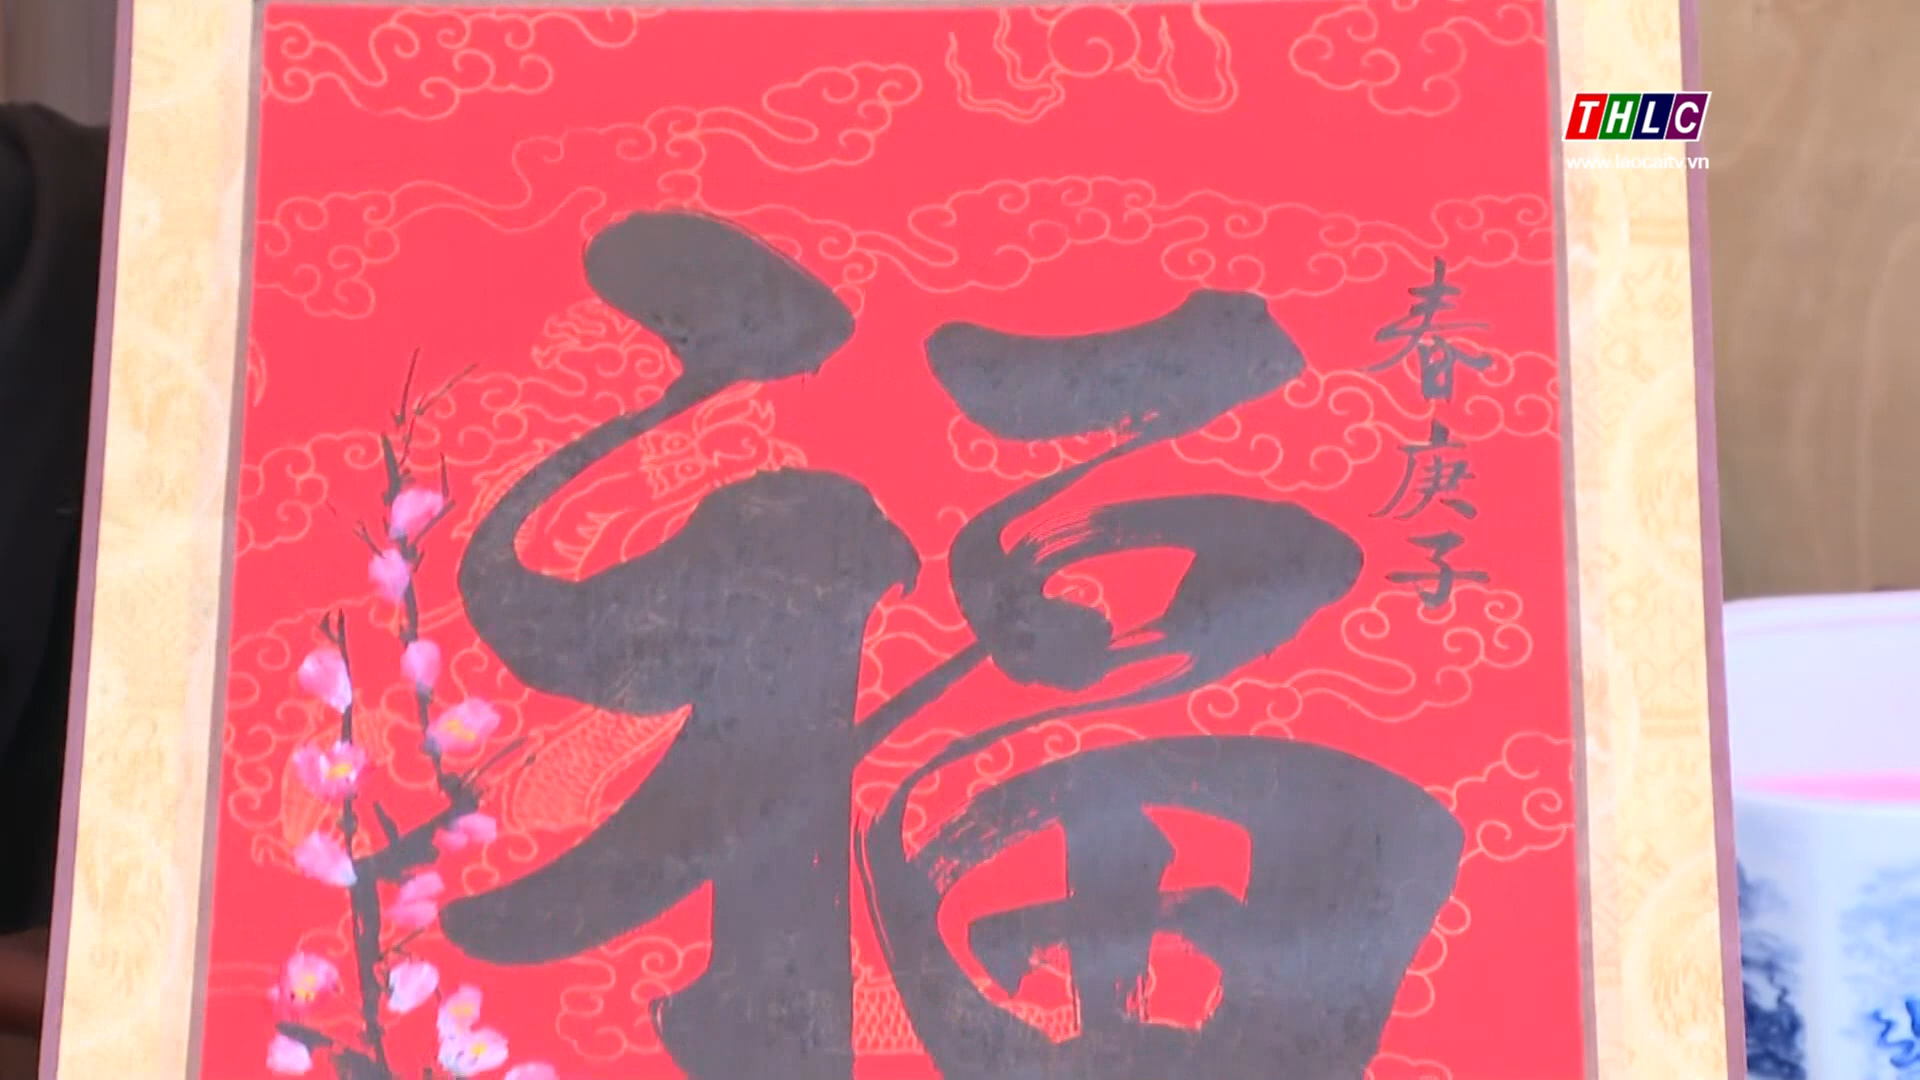 福
春庚子
THLC
www.laocaitv.vn